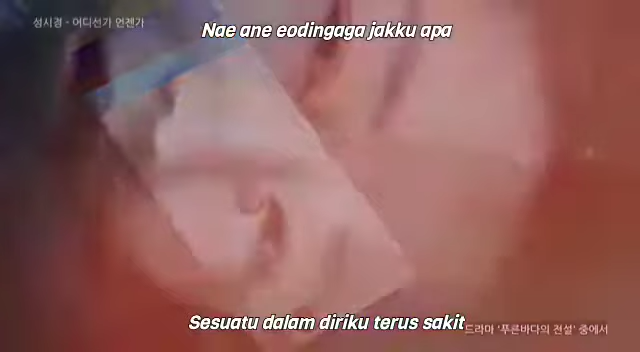 성시경 - 어디선가 언젠가
Nae ane eodingaga jakku apa
Sesuatu dalam diriku terus sakit
드라마 '푸른바다의 전설' 중에서